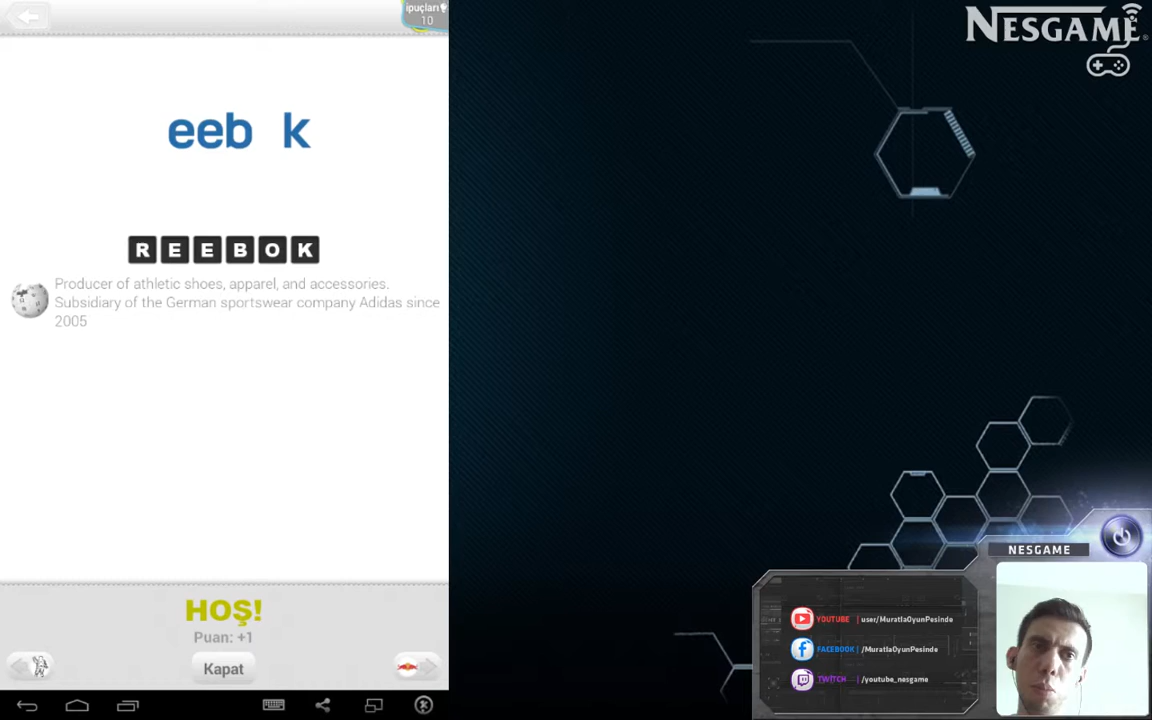 ipuçları
10
eeb k
REEBOK
Producer of athletic shoes, apparel, and accessories.
Subsidiary of the German sportswear company Adidas since
2005
HOŞ!
Puan: +1
Kapat
NESGAME
NESGAME
YOUTUBE | user/MuratlaOyunPesinde
FACEBOOK | /MuratlaOyunPesinde
TWITCH | /youtube_nesgame